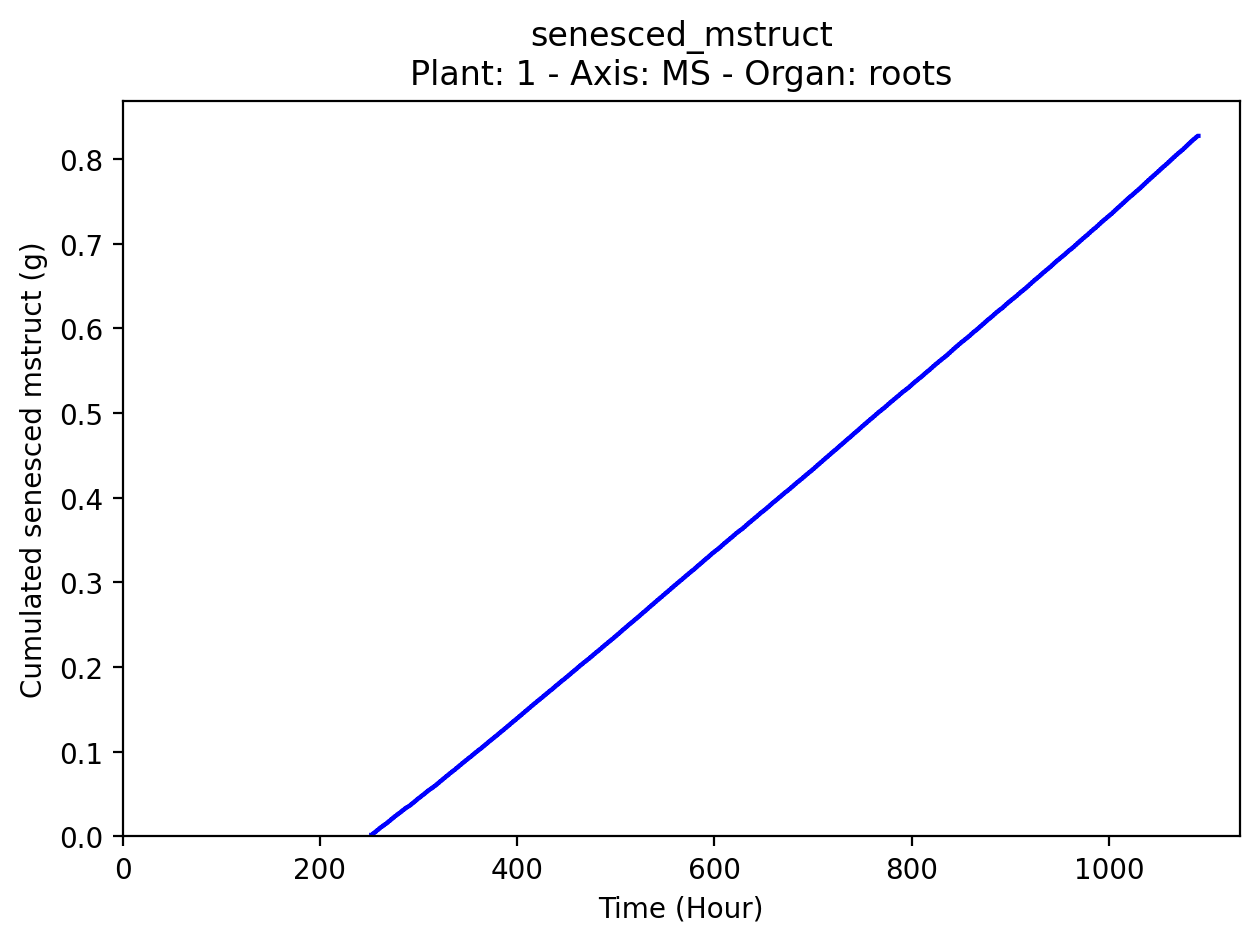 senesced_mstruct
Plant: 1 - Axis: MS - Organ: roots
Cumulated senesced mstruct (g)
0.8
0.7
0.6
0.5
0.4
0.3
0.2
0.1
0.0
0 200 400 600 800 1000
Time (Hour)